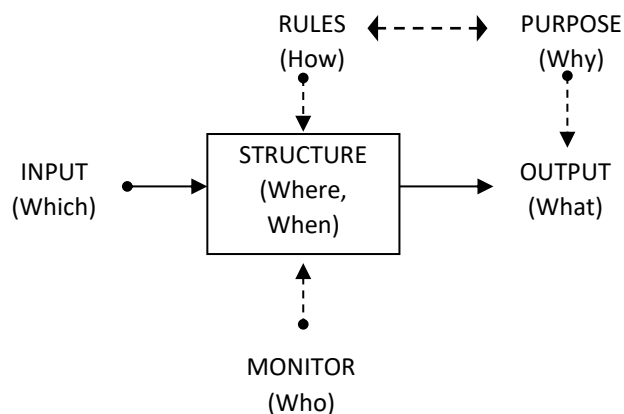 RULES
(How)
PURPOSE
(Why)
INPUT
(Which)
STRUCTURE
(Where,
When)
OUTPUT
(What)
MONITOR
(Who)